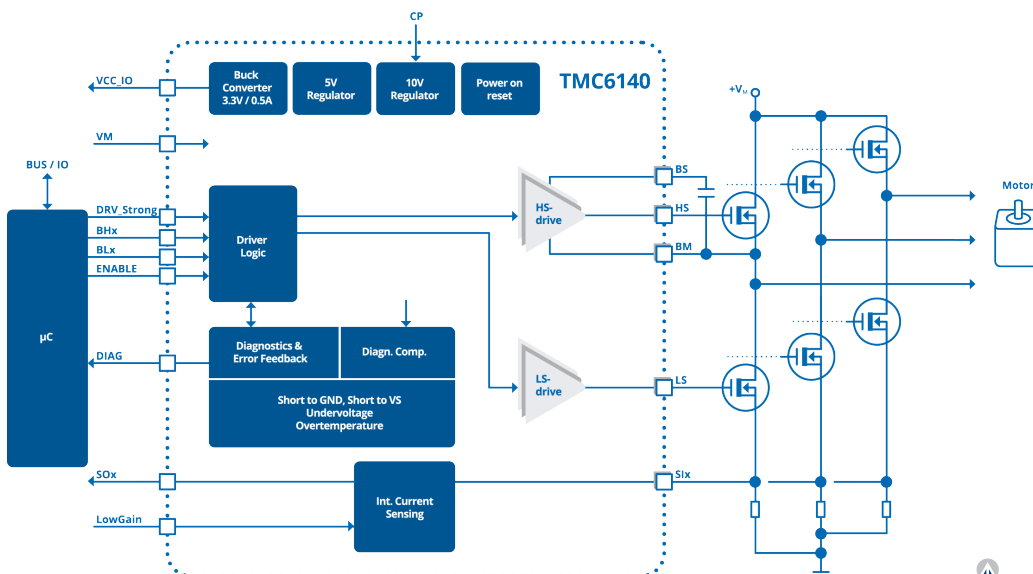 CP
TMC6140
Buck
Converter
3.3V / 0.5A
5V
Regulator
10V
Regulator
Power on
reset
VCC_IO
VM
BUS / IO
DRV_Strong
BHx
BLx
ENABLE
µC
DIAG
SOx
LowGain
Driver
Logic
Diagnostics &
Error Feedback
Diagn. Comp.
Short to GND, Short to VS
Undervoltage
Overtemperature
Int. Current
Sensing
HS-
drive
LS-
drive
BS
HS
BM
LS
SIx
+VM
Motor